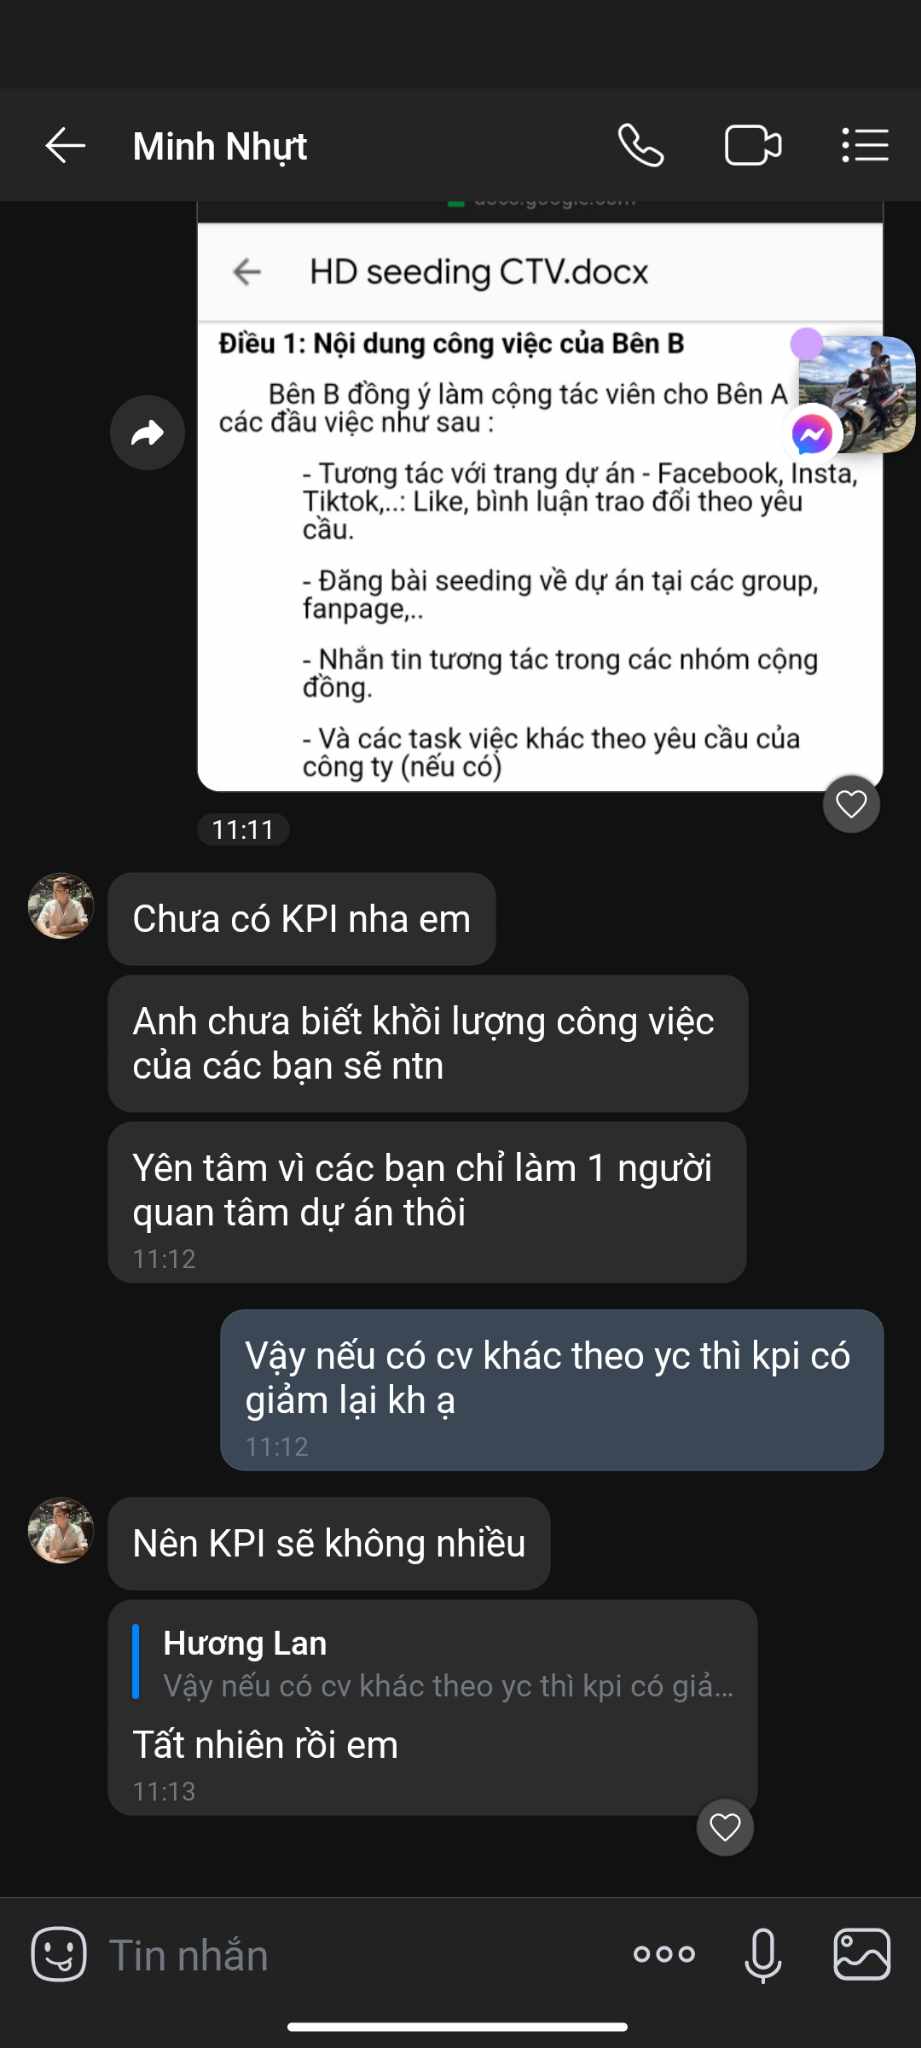 Minh Nhựt
docs.google.com
HD seeding CTV.docx
Điều 1: Nội dung công việc của Bên B
Bên B đồng ý làm cộng tác viên cho Bên A
các đầu việc như sau :
- Tương tác với trang dự án - Facebook, Insta,
Tiktok,..: Like, bình luận trao đổi theo yêu
cầu.
- Đăng bài seeding về dự án tại các group,
fanpage,..
- Nhắn tin tương tác trong các nhóm cộng
đồng.
- Và các task việc khác theo yêu cầu của
công ty (nếu có)
11:11
Chưa có KPI nha em
Anh chưa biết khồi lượng công việc
của các bạn sẽ ntn
Yên tâm vì các bạn chỉ làm 1 người
quan tâm dự án thôi
11:12
Vậy nếu có cv khác theo yc thì kpi có
giảm lại kh ạ
11:12
Nên KPI sẽ không nhiều
Hương Lan
Vậy nếu có cv khác theo yc thì kpi có giả...
Tất nhiên rồi em
11:13
Tin nhắn